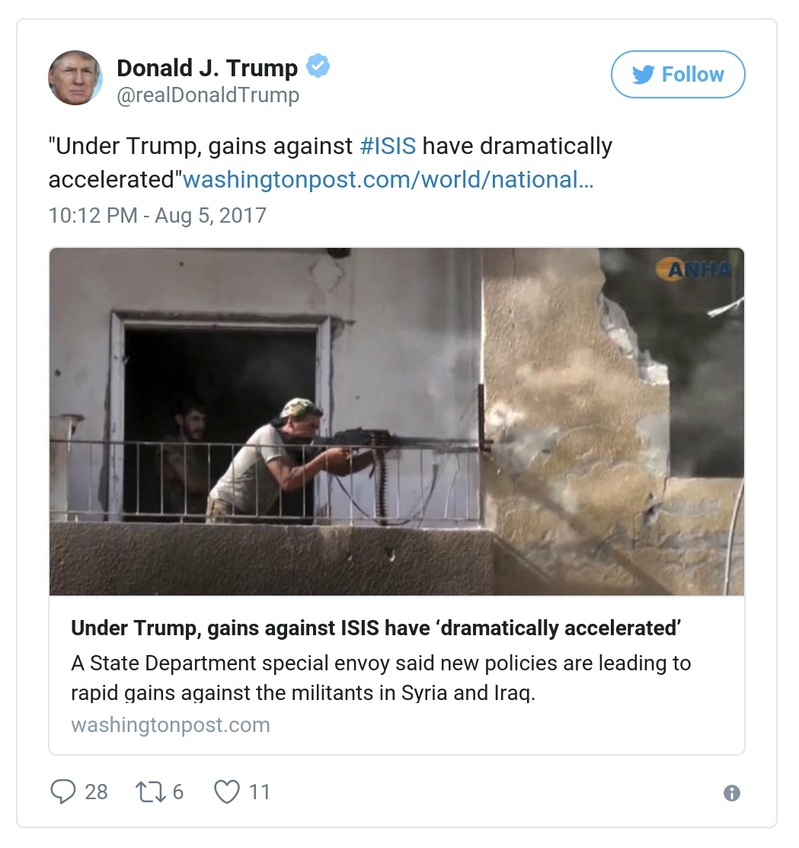 Donald J. Trump
@realDonaldTrump
Follow
"Under Trump, gains against #ISIS have dramatically
accelerated"washingtonpost.com/world/national…
10:12 PM - Aug 5, 2017
ANHA
Under Trump, gains against ISIS have ‘dramatically accelerated’
A State Department special envoy said new policies are leading to
rapid gains against the militants in Syria and Iraq.
washingtonpost.com
28 6 11